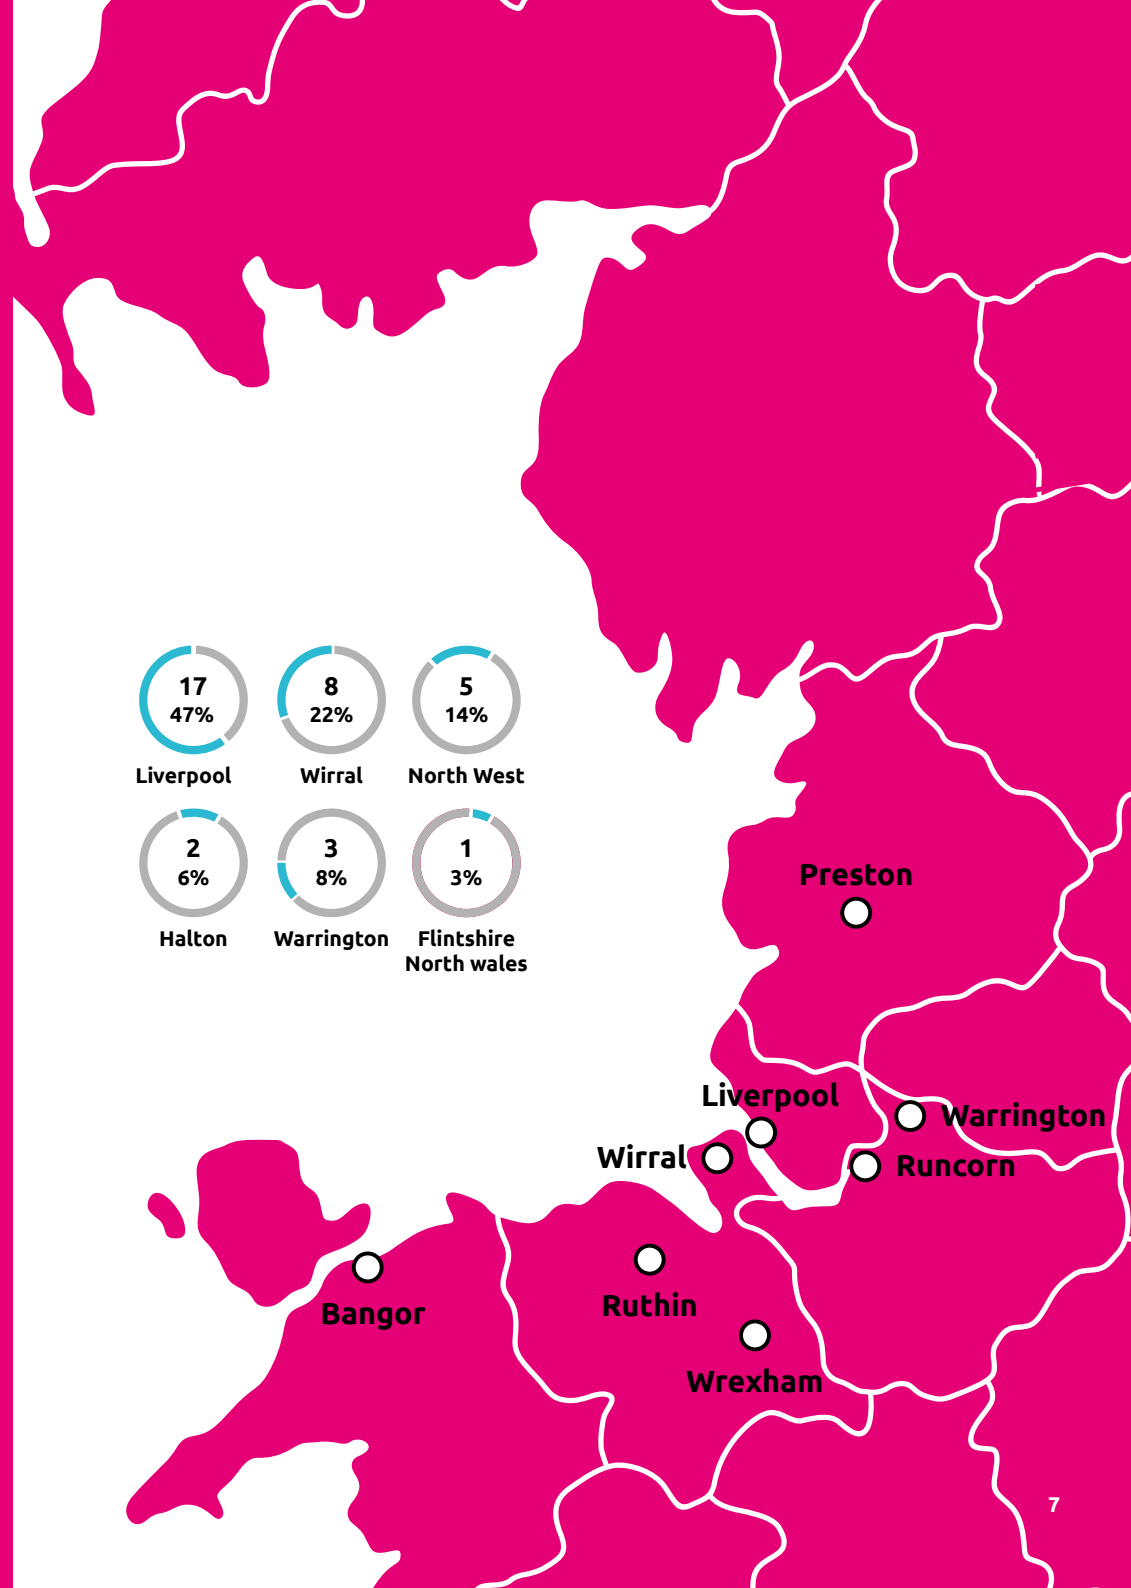 17
47%
Liverpool
8
22%
Wirral
5
14%
North West
2
6%
Halton
3
8%
Warrington
1
3%
Flintshire
North wales
Preston
Liverpool
Warrington
Wirral
Runcorn
Bangor
Ruthin
Wrexham
7